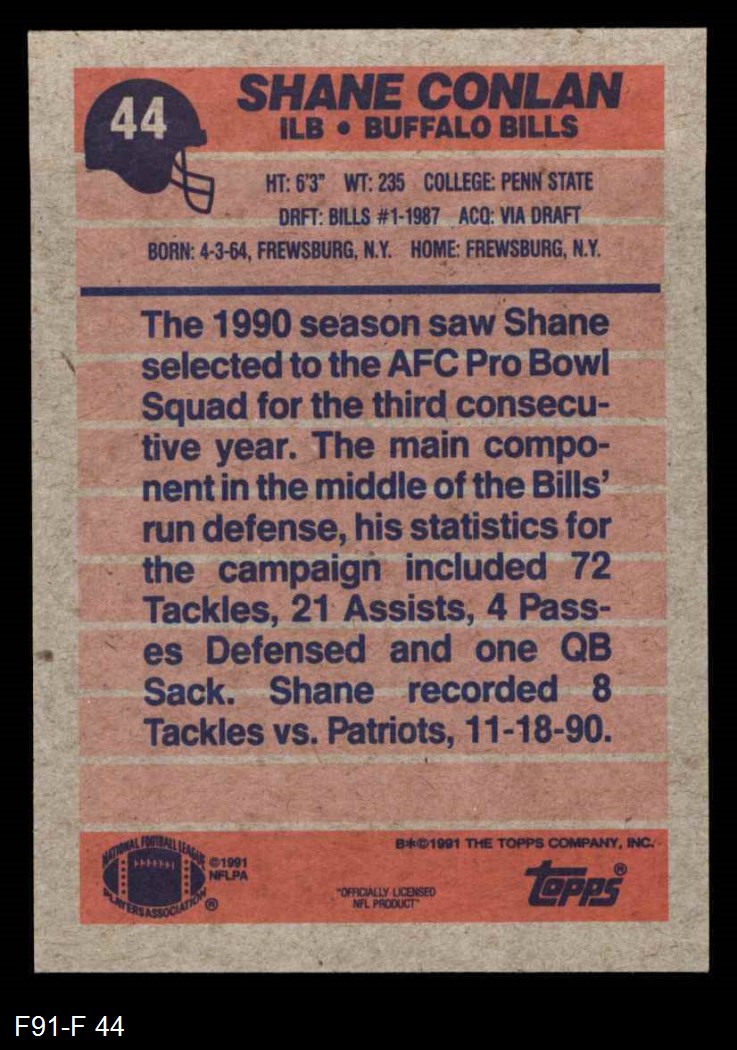 44
SHANE CONLAN
ILB • BUFFALO BILLS
HT: 6'3" WT: 235 COLLEGE: PENN STATE
DRFT: BILLS #1-1987 ACQ: VIA DRAFT
BORN: 4-3-64, FREWSBURG, N.Y. HOME: FREWSBURG, N.Y.
The 1990 season saw Shane
selected to the AFC Pro Bowl
Squad for the third consecu-
tive year. The main compo-
nent in the middle of the Bills'
run defense, his statistics for
the campaign included 72
Tackles, 21 Assists, 4 Pass-
es Defensed and one QB
Sack. Shane recorded 8
Tackles vs. Patriots, 11-18-90.
B*©1991 THE TOPPS COMPANY, INC.
NATIONAL FOOTBALL LEAGUE
PLAYERS ASSOCIATION ®
©1991
NFLPA
"OFFICIALLY LICENSED
NFL PRODUCT"
topps®
F91-F 44